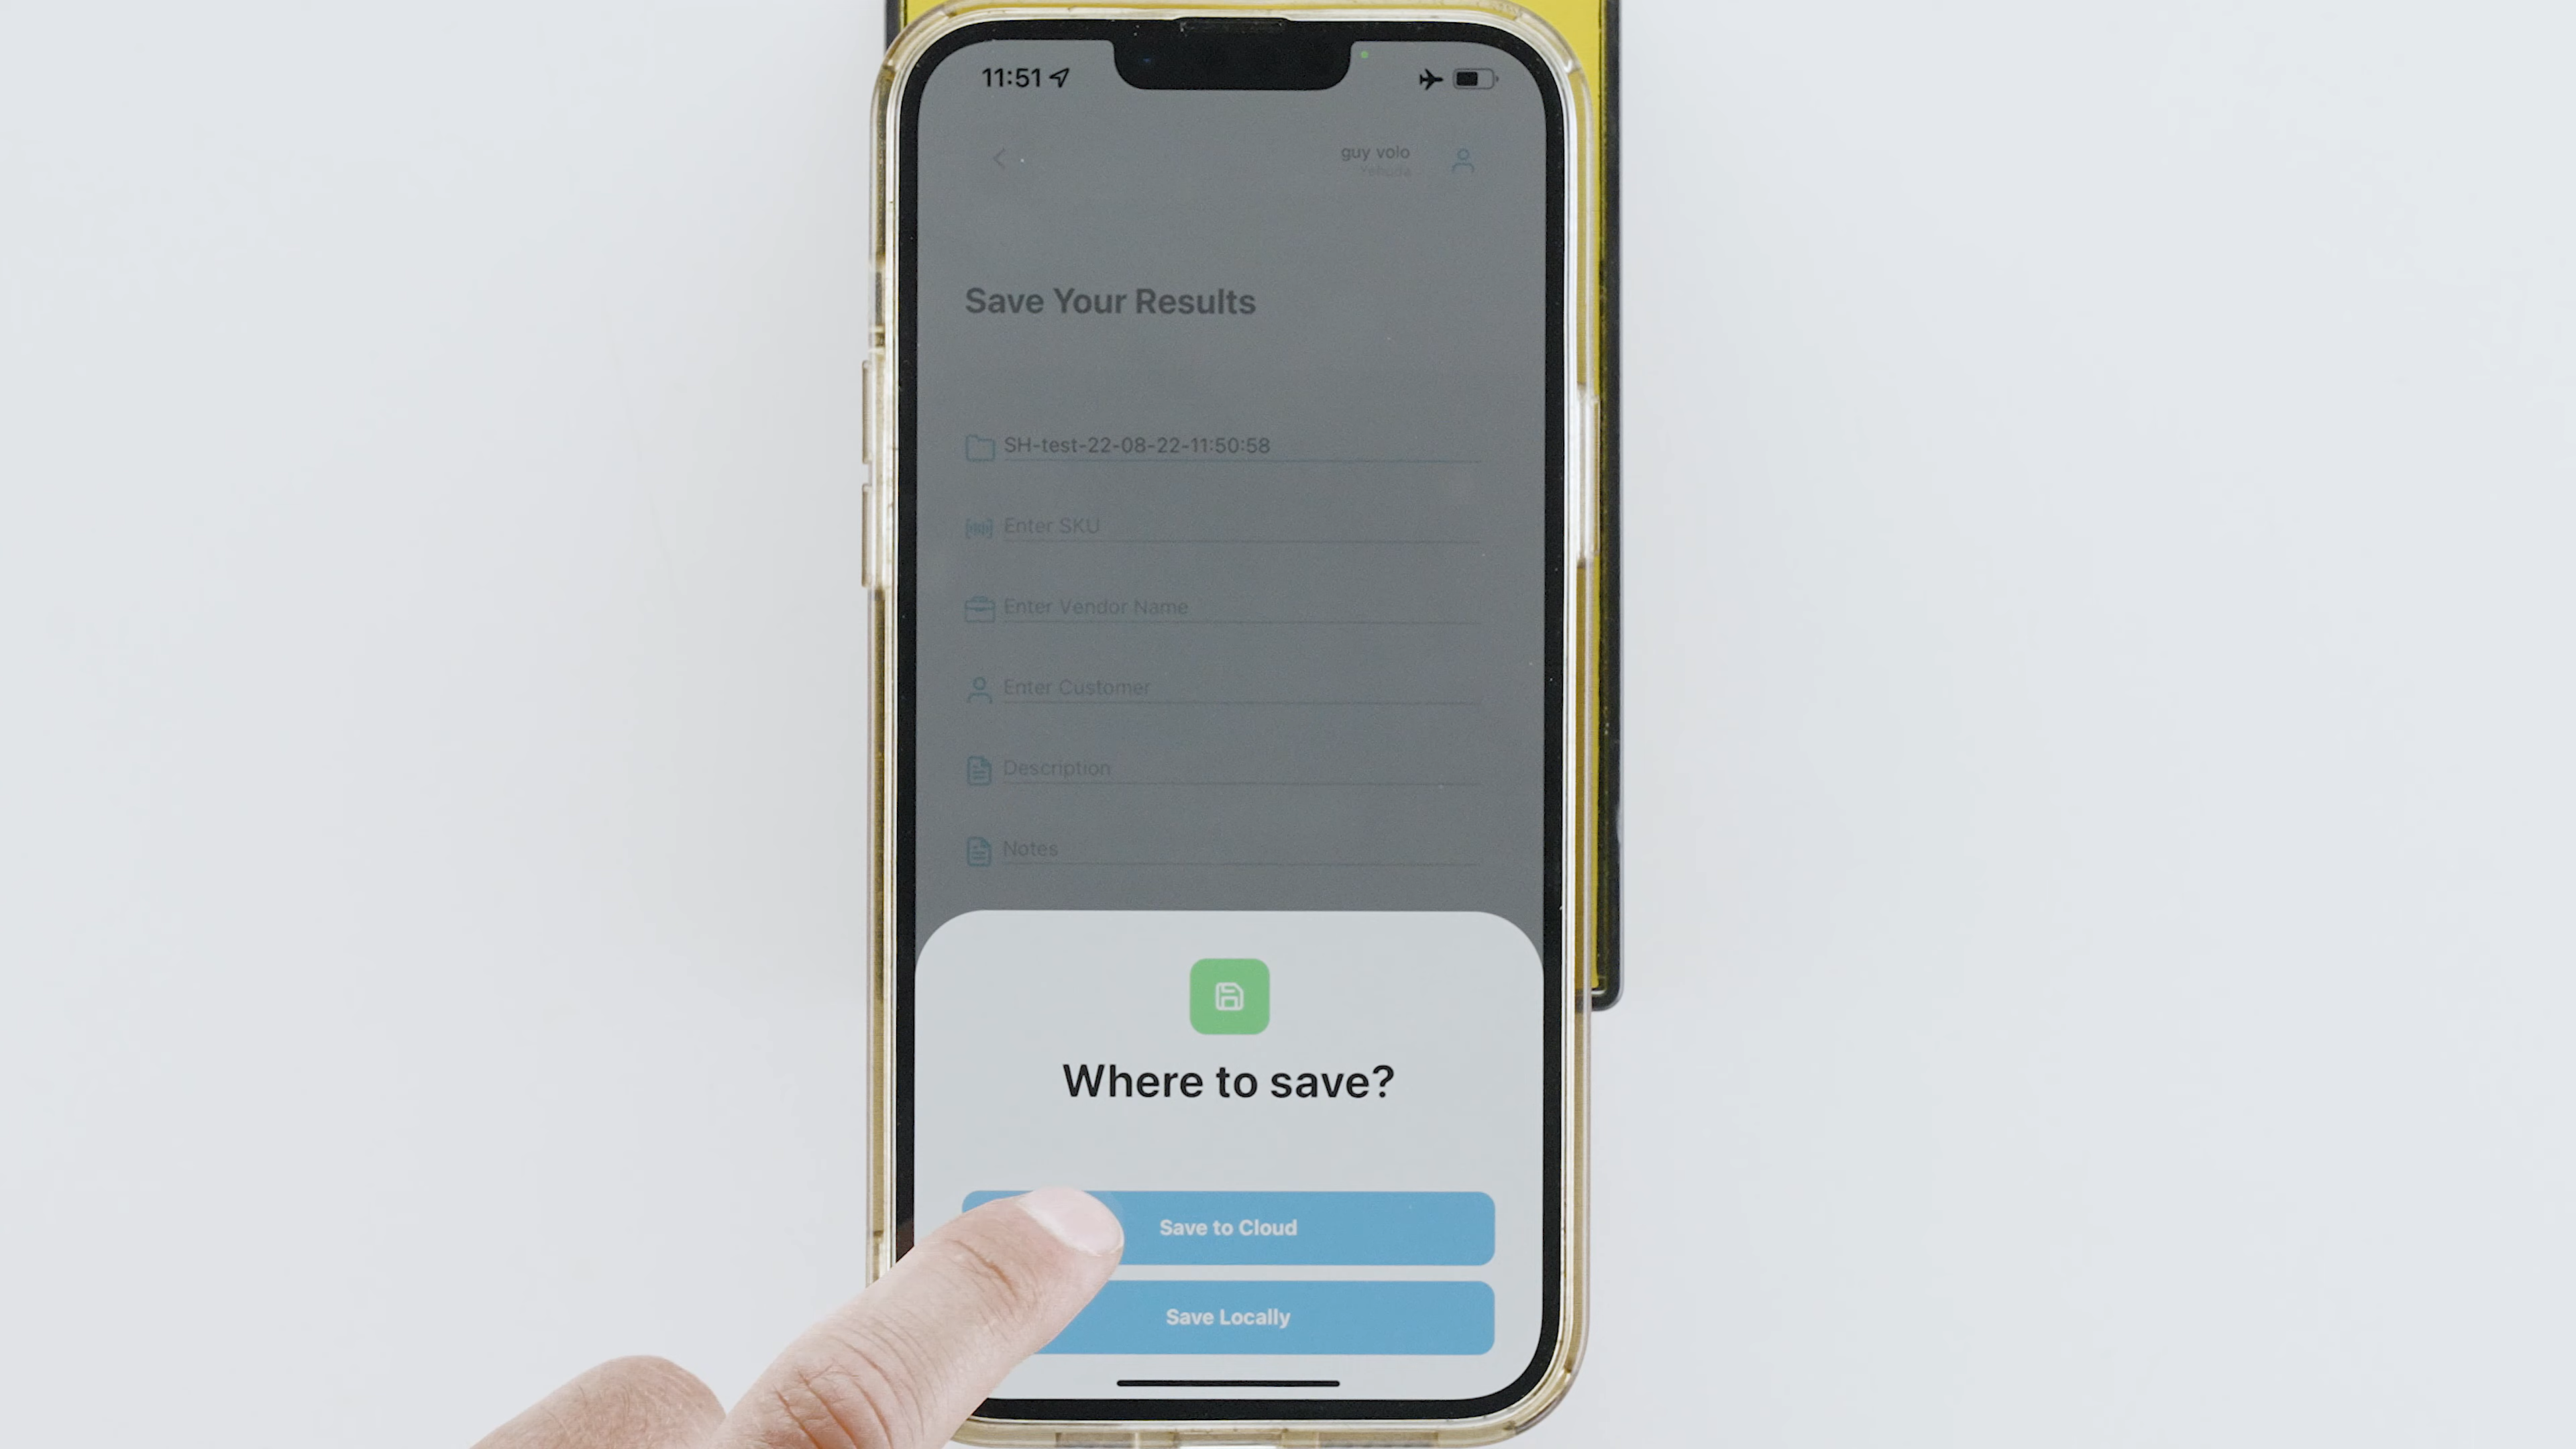 11:51
guy volo
Yehuda
Save Your Results
SH-test-22-08-22-11:50:58
Enter SKU
Enter Vendor Name
Enter Customer
Description
Notes
Where to save?
Save to Cloud
Save Locally